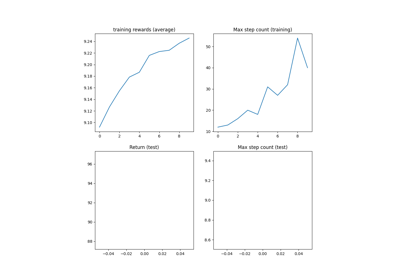 training rewards (average)
Max step count (training)
9.24
9.22
9.20
9.18
9.16
9.14
9.12
9.10
0 2 4 6 8
50
40
30
20
10
0 2 4 6 8
Return (test)
Max step count (test)
96
94
92
90
88
−0.04 −0.02 0.00 0.02 0.04
9.4
9.2
9.0
8.8
8.6
−0.04 −0.02 0.00 0.02 0.04